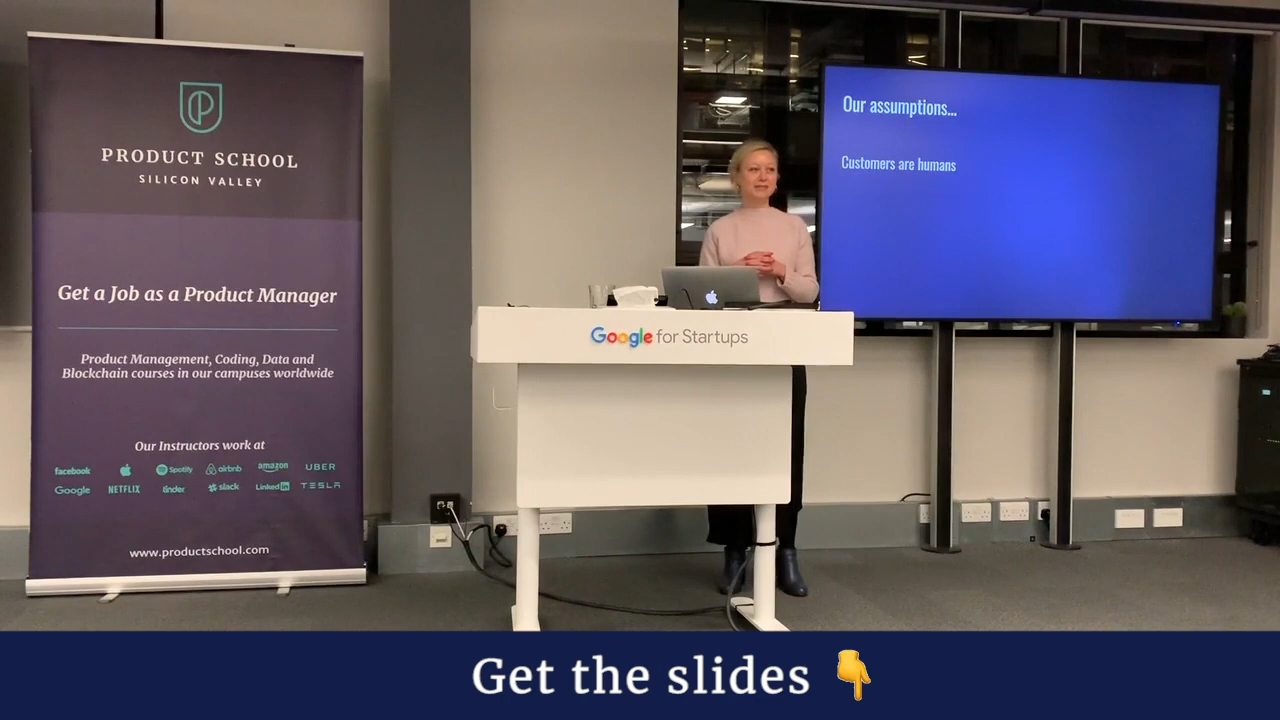 PRODUCT SCHOOL
SILICON VALLEY
Get a Job as a Product Manager
Product Management, Coding, Data and
Blockchain courses in our campuses worldwide
Our Instructors work at
facebook Spotify airbnb amazon UBER
Google NETFLIX tinder slack LinkedIn TESLA
www.productschool.com
Google for Startups
Our assumptions...
Customers are humans
Get the slides 👇